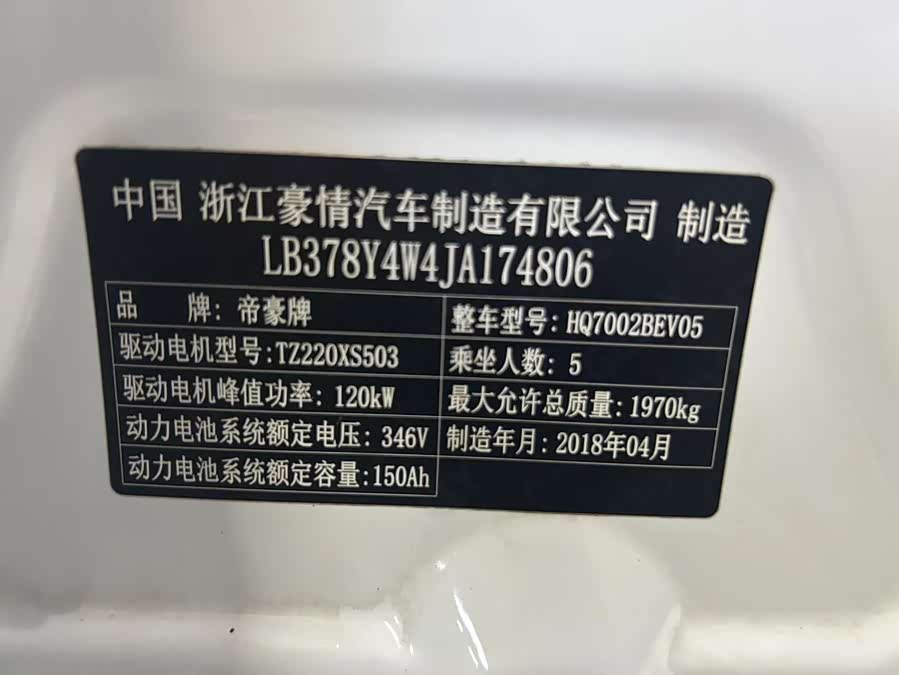 中国 浙江豪情汽车制造有限公司 制造
LB378Y4W4JA174806
品 牌: 帝豪牌 整车型号: HQ7002BEV05
驱动电机型号:TZ220XS503 乘坐人数: 5
驱动电机峰值功率: 120kW 最大允许总质量: 1970kg
动力电池系统额定电压: 346V 制造年月: 2018年04月
动力电池系统额定容量: 150Ah